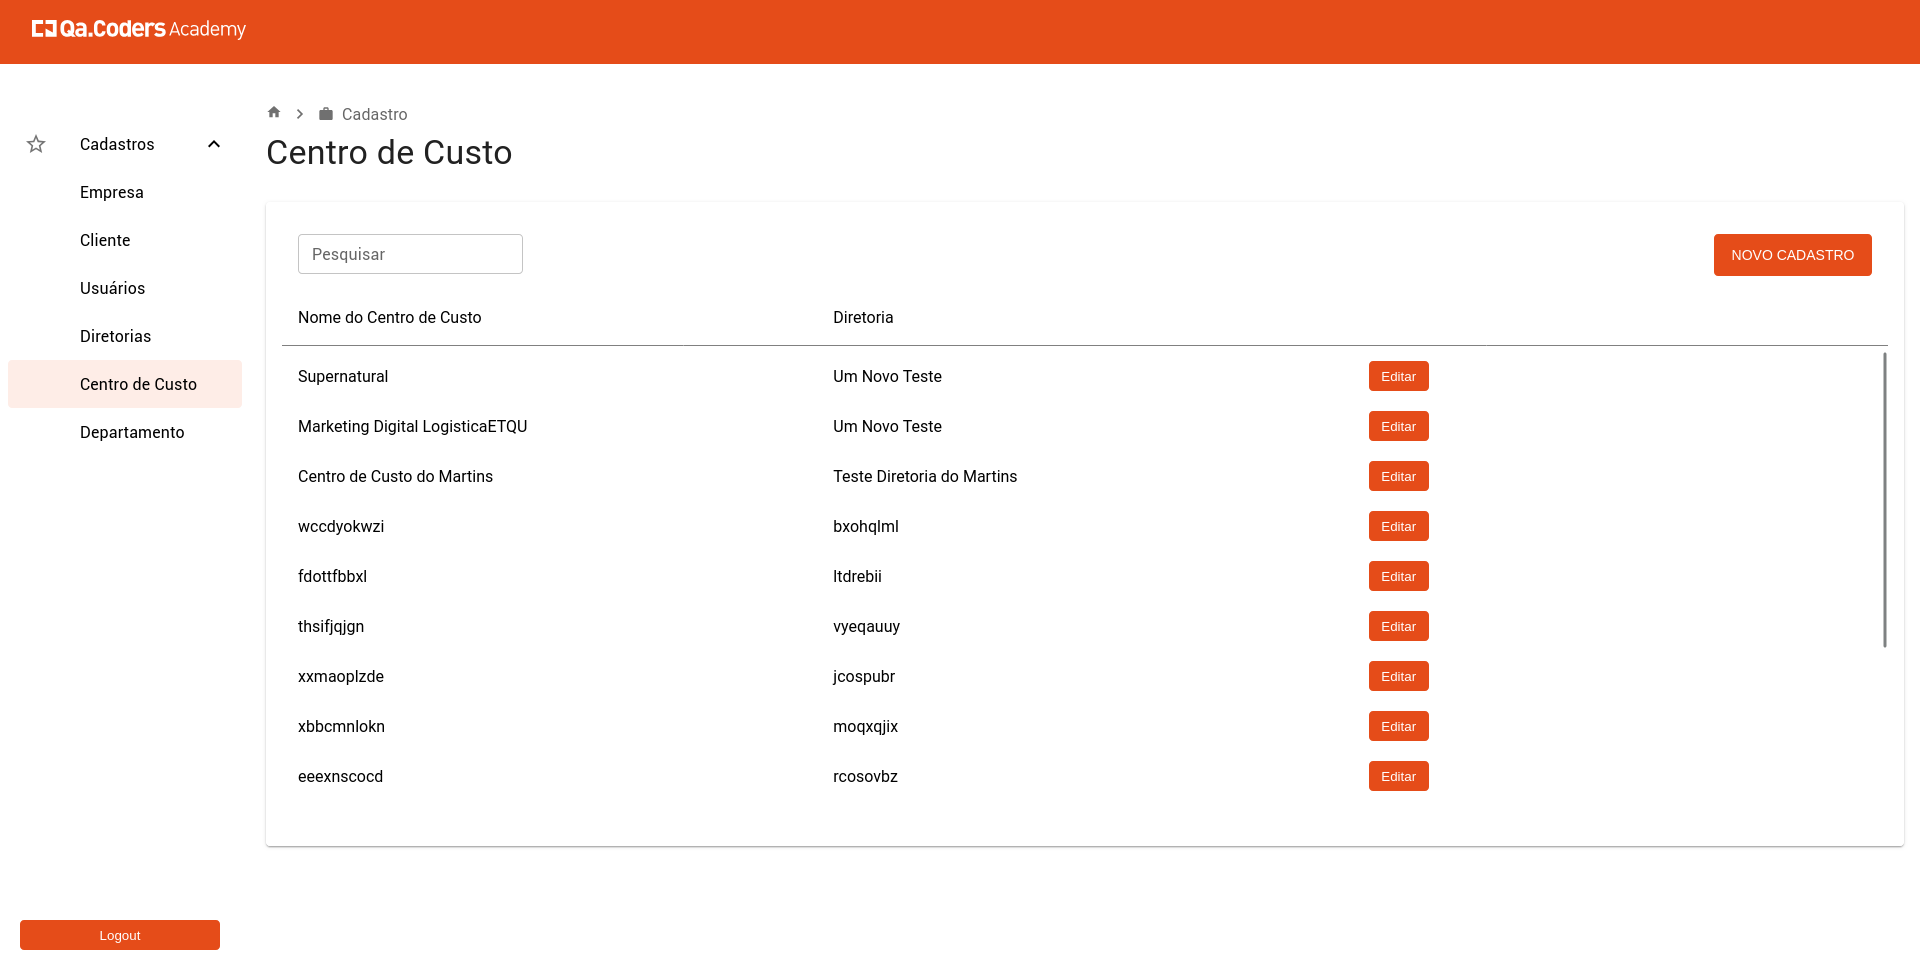 Qa.Coders Academy
Cadastro
Centro de Custo
Cadastros
Empresa
Cliente
Usuários
Diretorias
Centro de Custo
Departamento
Logout
Pesquisar
NOVO CADASTRO
Nome do Centro de Custo Diretoria
Supernatural Um Novo Teste Editar
Marketing Digital LogisticaETQU Um Novo Teste Editar
Centro de Custo do Martins Teste Diretoria do Martins Editar
wccdyokwzi bxohqlml Editar
fdottfbbxl ltdrebii Editar
thsifjqjgn vyeqauuy Editar
xxmaoplzde jcospubr Editar
xbbcmnlokn moqxqjix Editar
eeexnscocd rcosovbz Editar